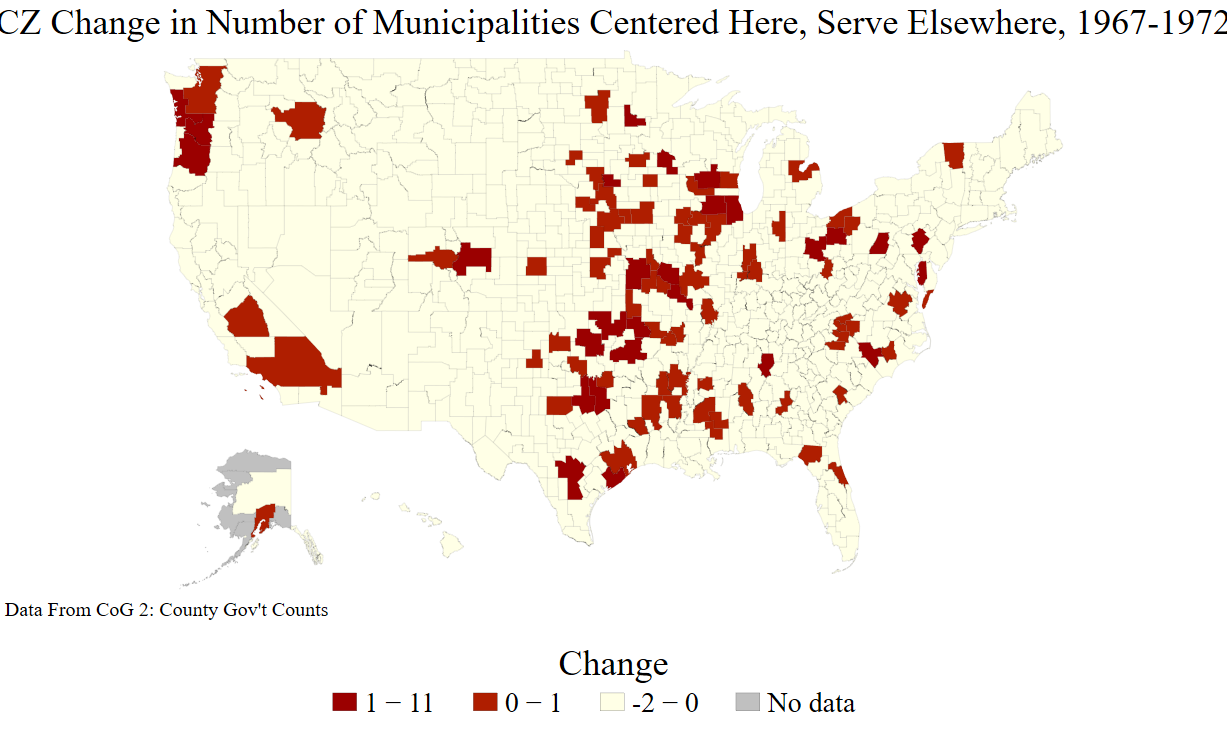 CZ Change in Number of Municipalities Centered Here, Serve Elsewhere, 1967-1972
Data From CoG 2: County Gov't Counts
Change
1 − 11
0 − 1
-2 − 0
No data